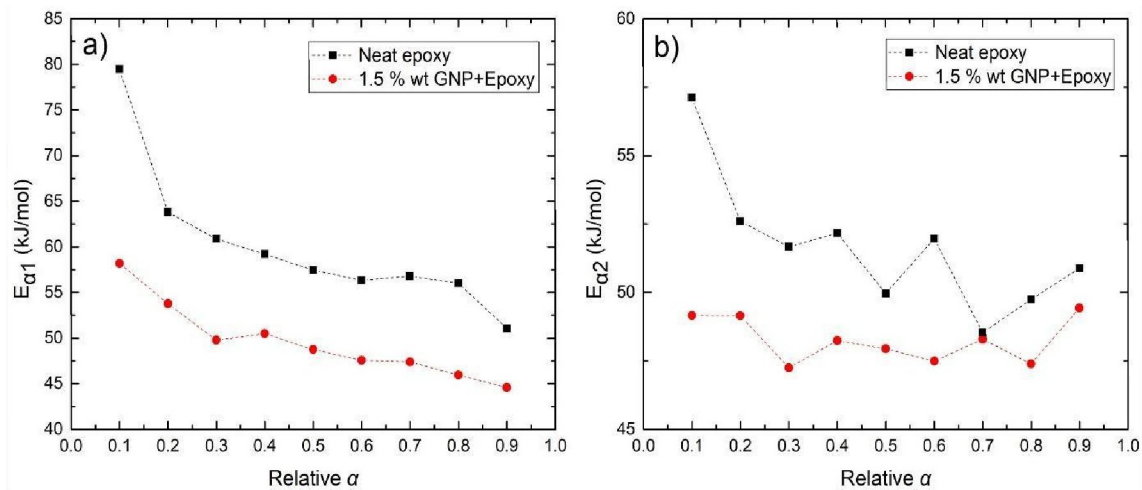 a)
Neat epoxy
1.5 % wt GNP+Epoxy
85
80
75
70
65
60
55
50
45
40
Eα1 (kJ/mol)
0.0 0.1 0.2 0.3 0.4 0.5 0.6 0.7 0.8 0.9 1.0
Relative α
b)
Neat epoxy
1.5 % wt GNP+Epoxy
60
55
50
45
Eα2 (kJ/mol)
0.0 0.1 0.2 0.3 0.4 0.5 0.6 0.7 0.8 0.9 1.0
Relative α